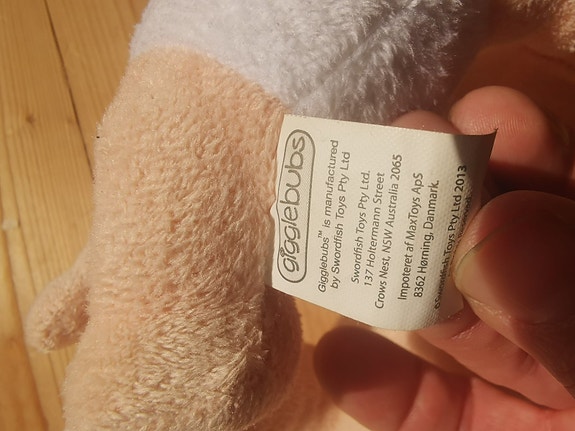 gigglebubs
Gigglebubs™ is manufactured
by Swordfish Toys Pty Ltd
Swordfish Toys Pty Ltd.
137 Holtermann Street
Crows Nest, NSW Australia 2065
Impoteret af MaxToys ApS
8362 Hørning, Danmark.
Swordfish Toys Pty Ltd 2013